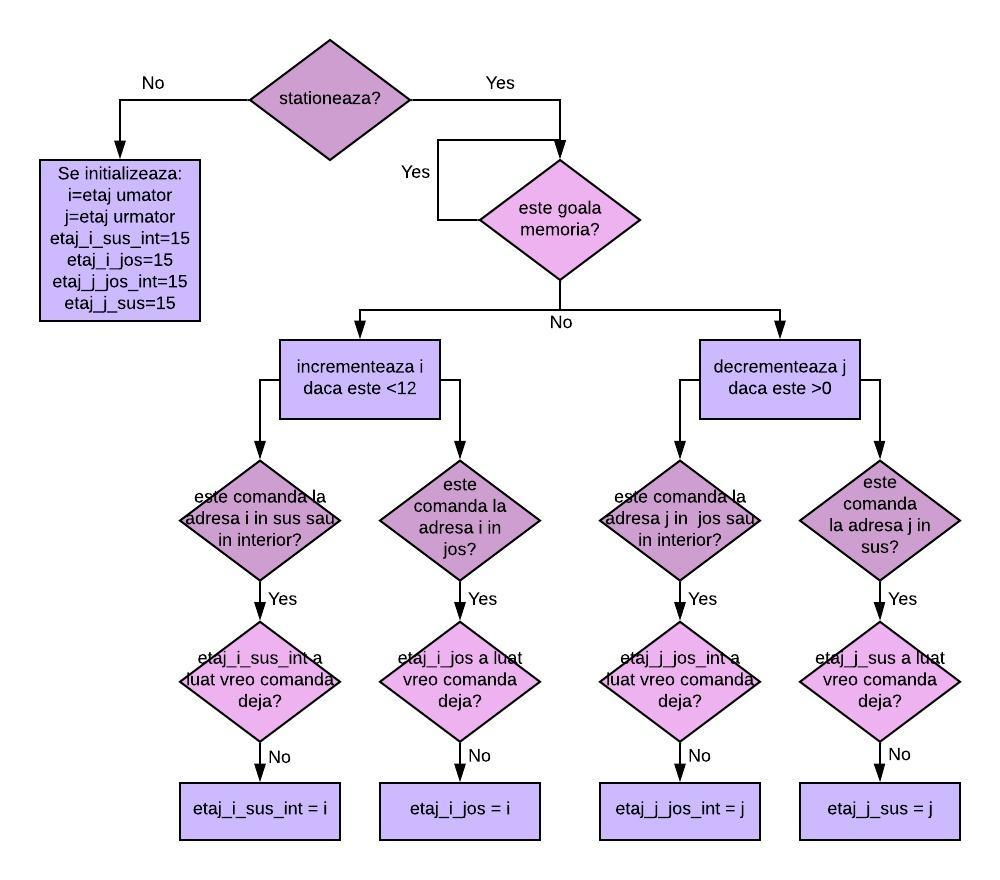 No
stationeaza?
Yes
Se initializeaza:
i=etaj umator
j=etaj urmator
etaj_i_sus_int=15
etaj_i_jos=15
etaj_j_jos_int=15
etaj_j_sus=15
Yes
este goala
memoria?
No
incrementeaza i
daca este <12
decrementeaza j
daca este >0
este comanda la
adresa i in sus sau
in interior?
este
comanda la
adresa i in
jos?
este comanda la
adresa j in  jos sau
in interior?
este
comanda
la adresa j in
sus?
Yes
Yes
Yes
Yes
etaj_i_sus_int a
luat vreo comanda
deja?
etaj_i_jos a luat
vreo comanda
deja?
etaj_j_jos_int a
luat vreo comanda
deja?
etaj_j_sus a luat
vreo comanda
deja?
No
No
No
No
etaj_i_sus_int = i
etaj_i_jos = i
etaj_j_jos_int = j
etaj_j_sus = j